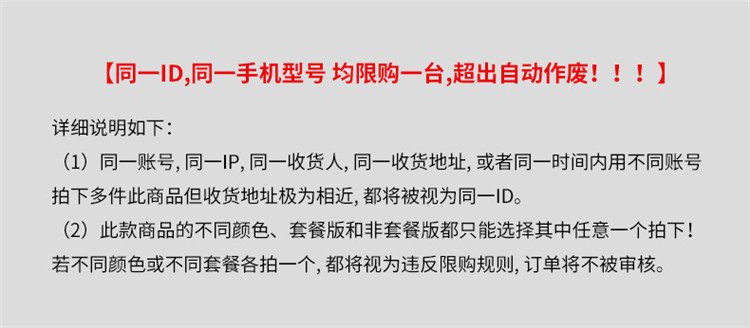 【同一ID,同一手机型号 均限购一台,超出自动作废！！！】
详细说明如下：
（1）同一账号, 同一IP, 同一收货人, 同一收货地址, 或者同一时间内用不同账号
拍下多件此商品但收货地址极为相近, 都将被视为同一ID。
（2）此款商品的不同颜色、套餐版和非套餐版都只能选择其中任意一个拍下！
若不同颜色或不同套餐各拍一个, 都将视为违反限购规则, 订单将不被审核。